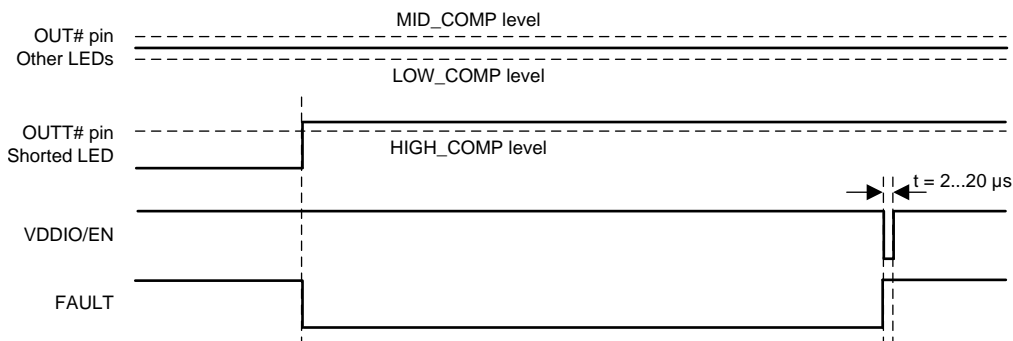 MID_COMP level
OUT# pin
Other LEDs
LOW_COMP level
OUTT# pin
Shorted LED
HIGH_COMP level
t = 2...20 µs
VDDIO/EN
FAULT